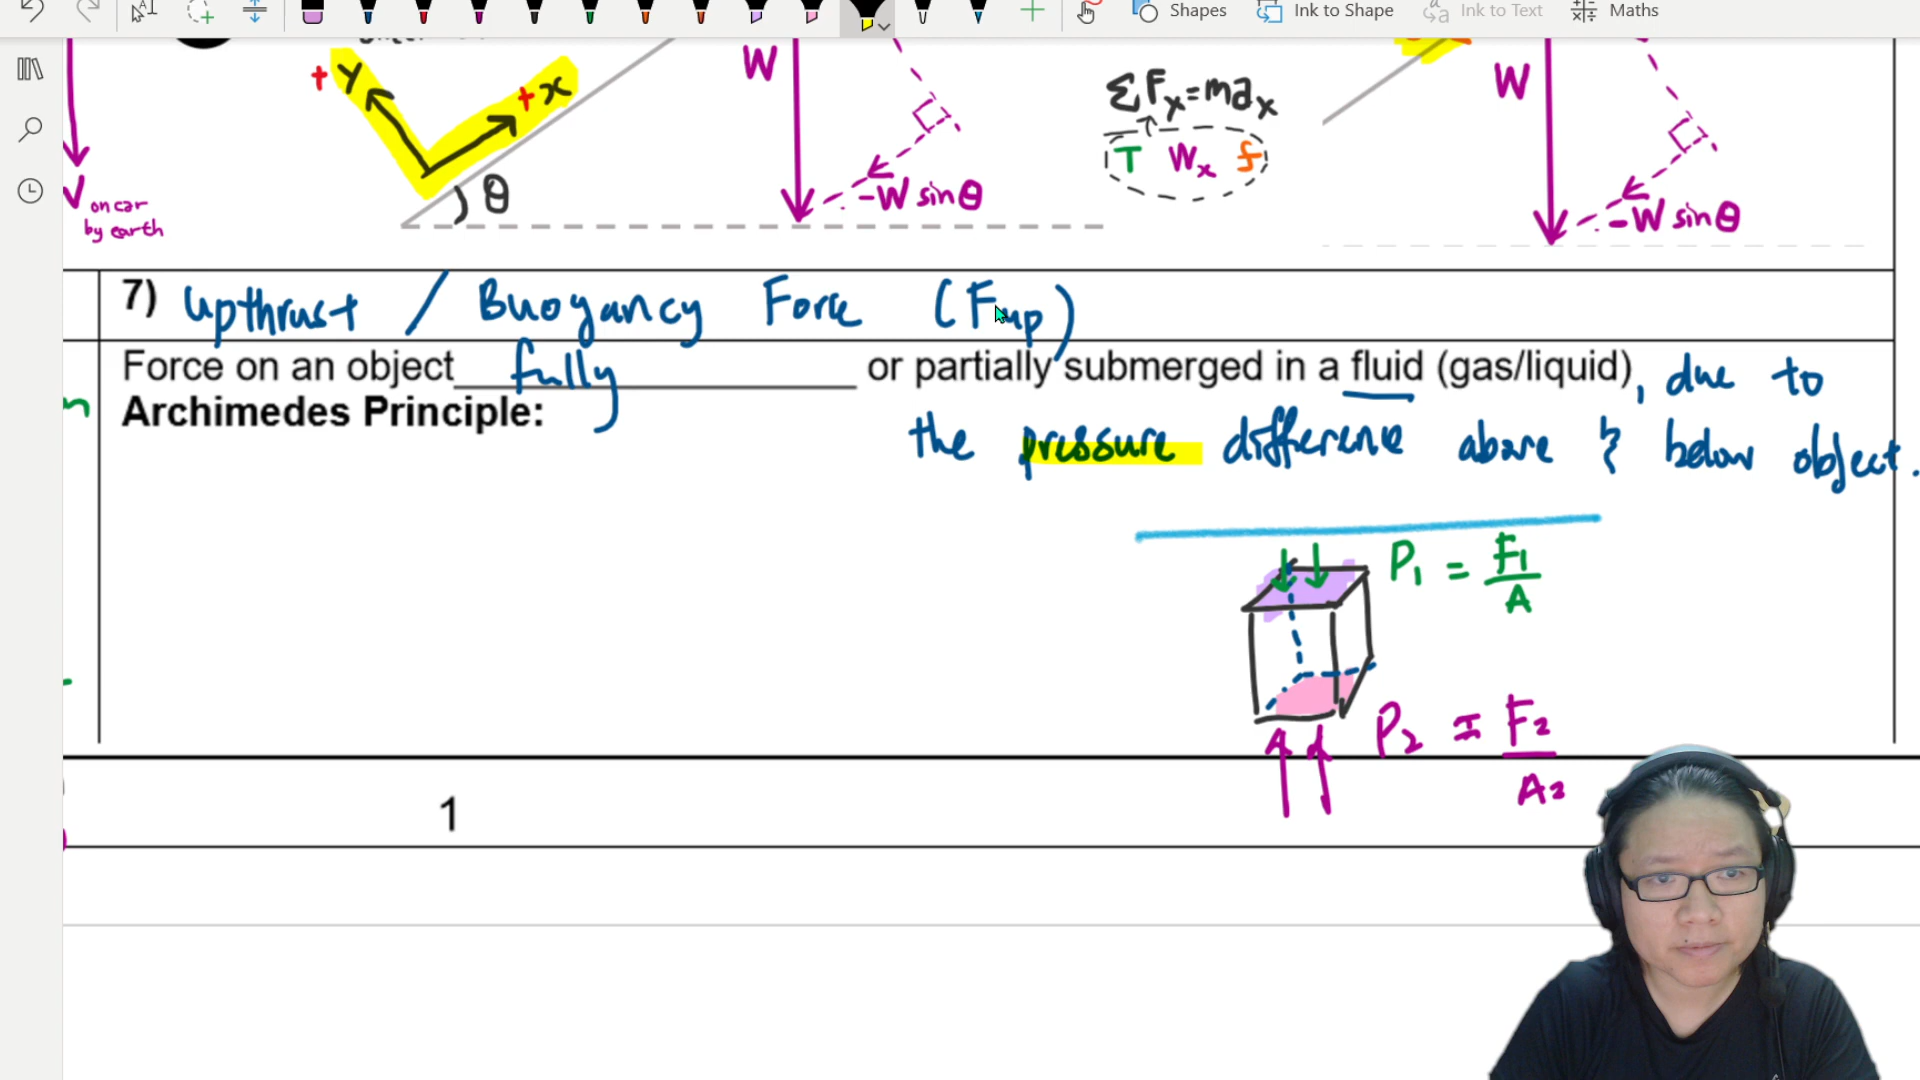 Shapes Ink to Shape Ink to Text Maths
+ y + x
θ
W
-W sinθ
ΣFx = max
T Wx f
W
-W sinθ
on car
by earth
7) Upthrust / Buoyancy Force (Fup)
Force on an object fully or partially submerged in a fluid (gas/liquid), due to
Archimedes Principle:
the pressure difference above & below object.
P1 = F1
A
P2 = F2
A2
1